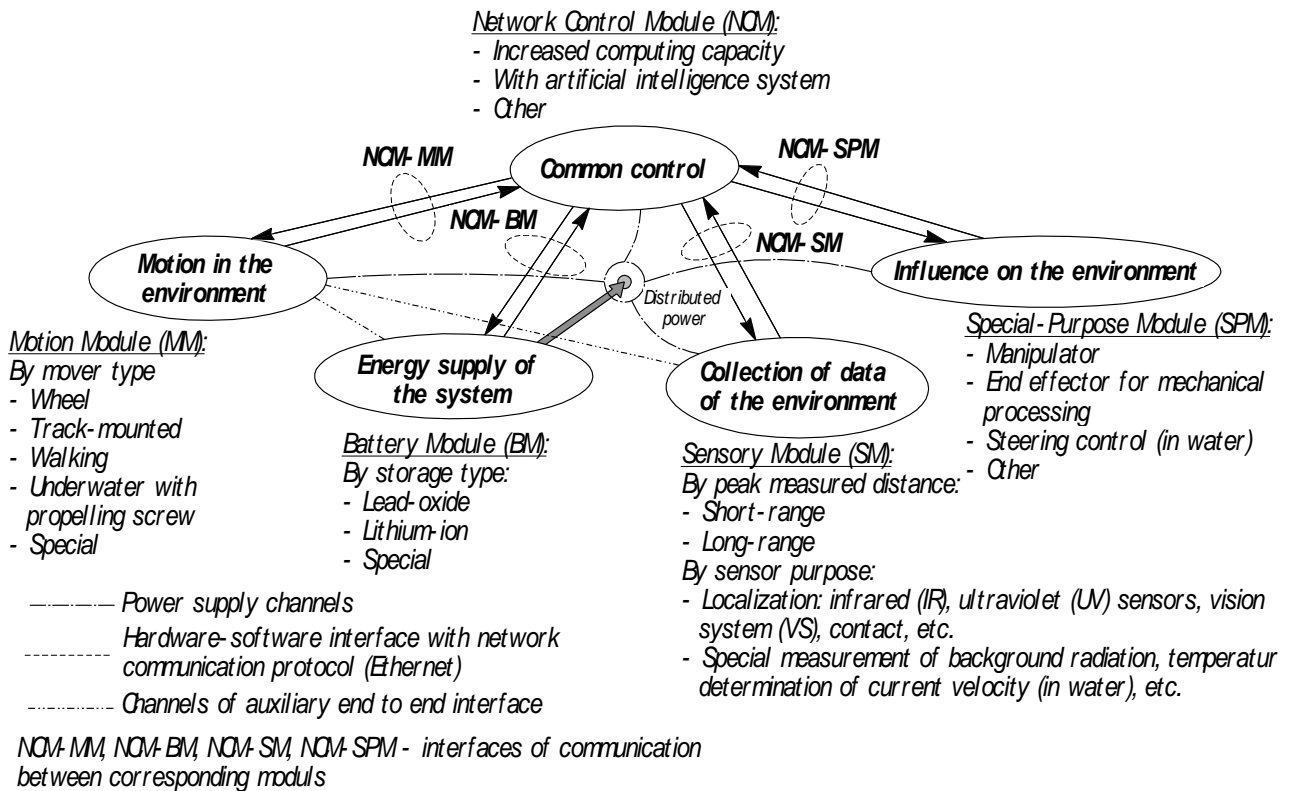 Network Control Module (NCM):
- Increased computing capacity
- With artificial intelligence system
- Other
NCM-MM
Common control
NCM-SPM
NCM-BM
NCM-SM
Motion in the
environment
Influence on the environment
Distributed
power
Energy supply of
the system
Collection of data
of the environment
Motion Module (MM):
By mover type
- Wheel
- Track-mounted
- Walking
- Underwater with
propelling screw
- Special
Battery Module (BM):
By storage type:
- Lead-oxide
- Lithium-ion
- Special
Sensory Module (SM):
By peak measured distance:
- Short-range
- Long-range
By sensor purpose:
- Localization: infrared (IR), ultraviolet (UV) sensors, vision
system (VS), contact, etc.
- Special measurement of background radiation, temperatur
determination of current velocity (in water), etc.
Special-Purpose Module (SPM):
- Manipulator
- End effector for mechanical
processing
- Steering control (in water)
- Other
Power supply channels
Hardware-software interface with network
communication protocol (Ethernet)
Channels of auxiliary end to end interface
NCM-MM, NCM-BM, NCM-SM, NCM-SPM - interfaces of communication
between corresponding moduls